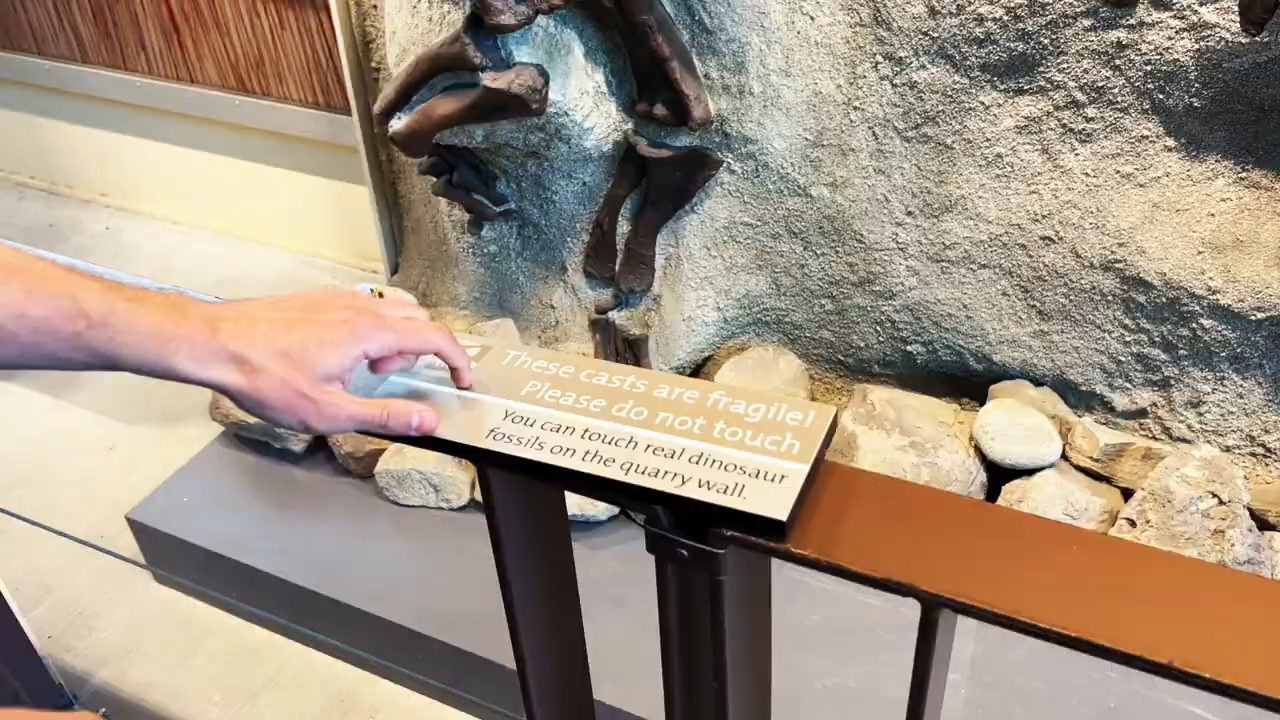 These casts are fragile!
Please do not touch
You can touch real dinosaur
fossils on the quarry wall.